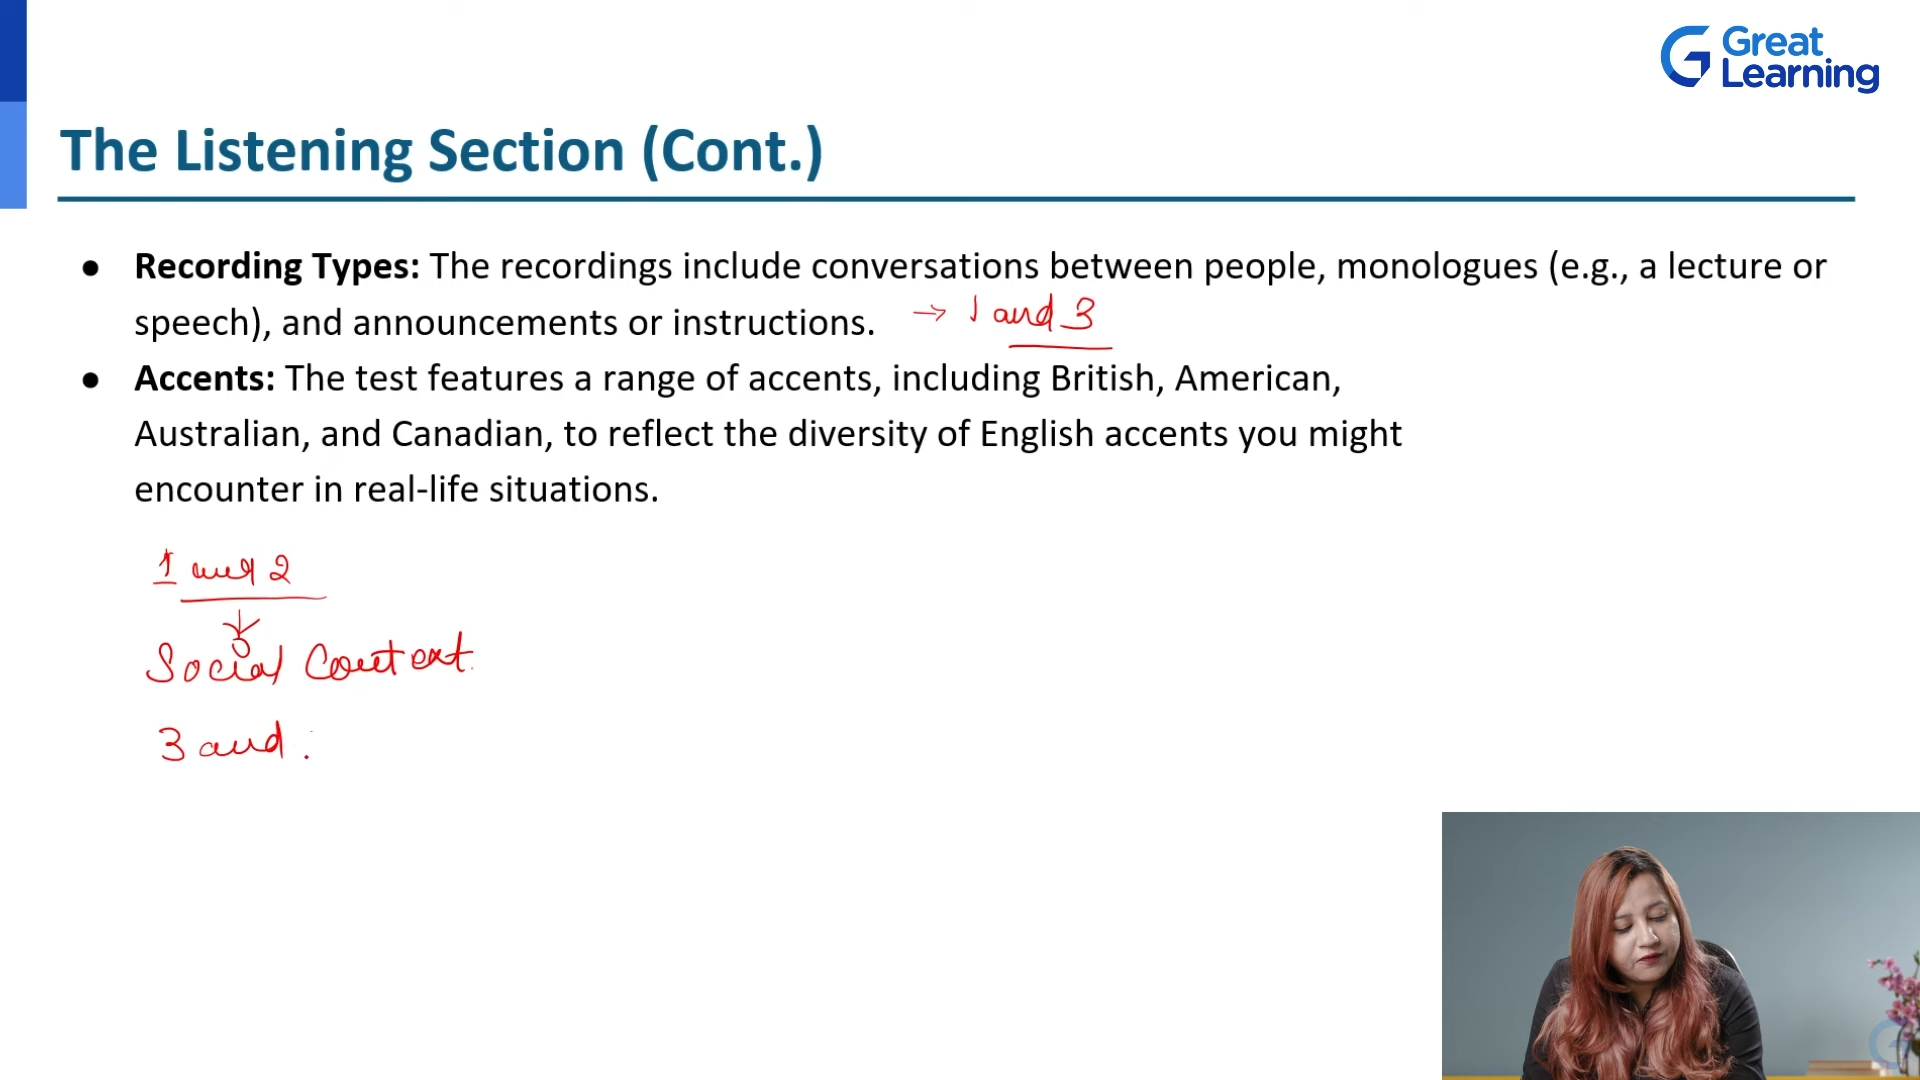 Great
Learning
The Listening Section (Cont.)
● Recording Types: The recordings include conversations between people, monologues (e.g., a lecture or
speech), and announcements or instructions. → 1 and 3
● Accents: The test features a range of accents, including British, American,
Australian, and Canadian, to reflect the diversity of English accents you might
encounter in real-life situations.
1 and 2
Social Context.
3 and